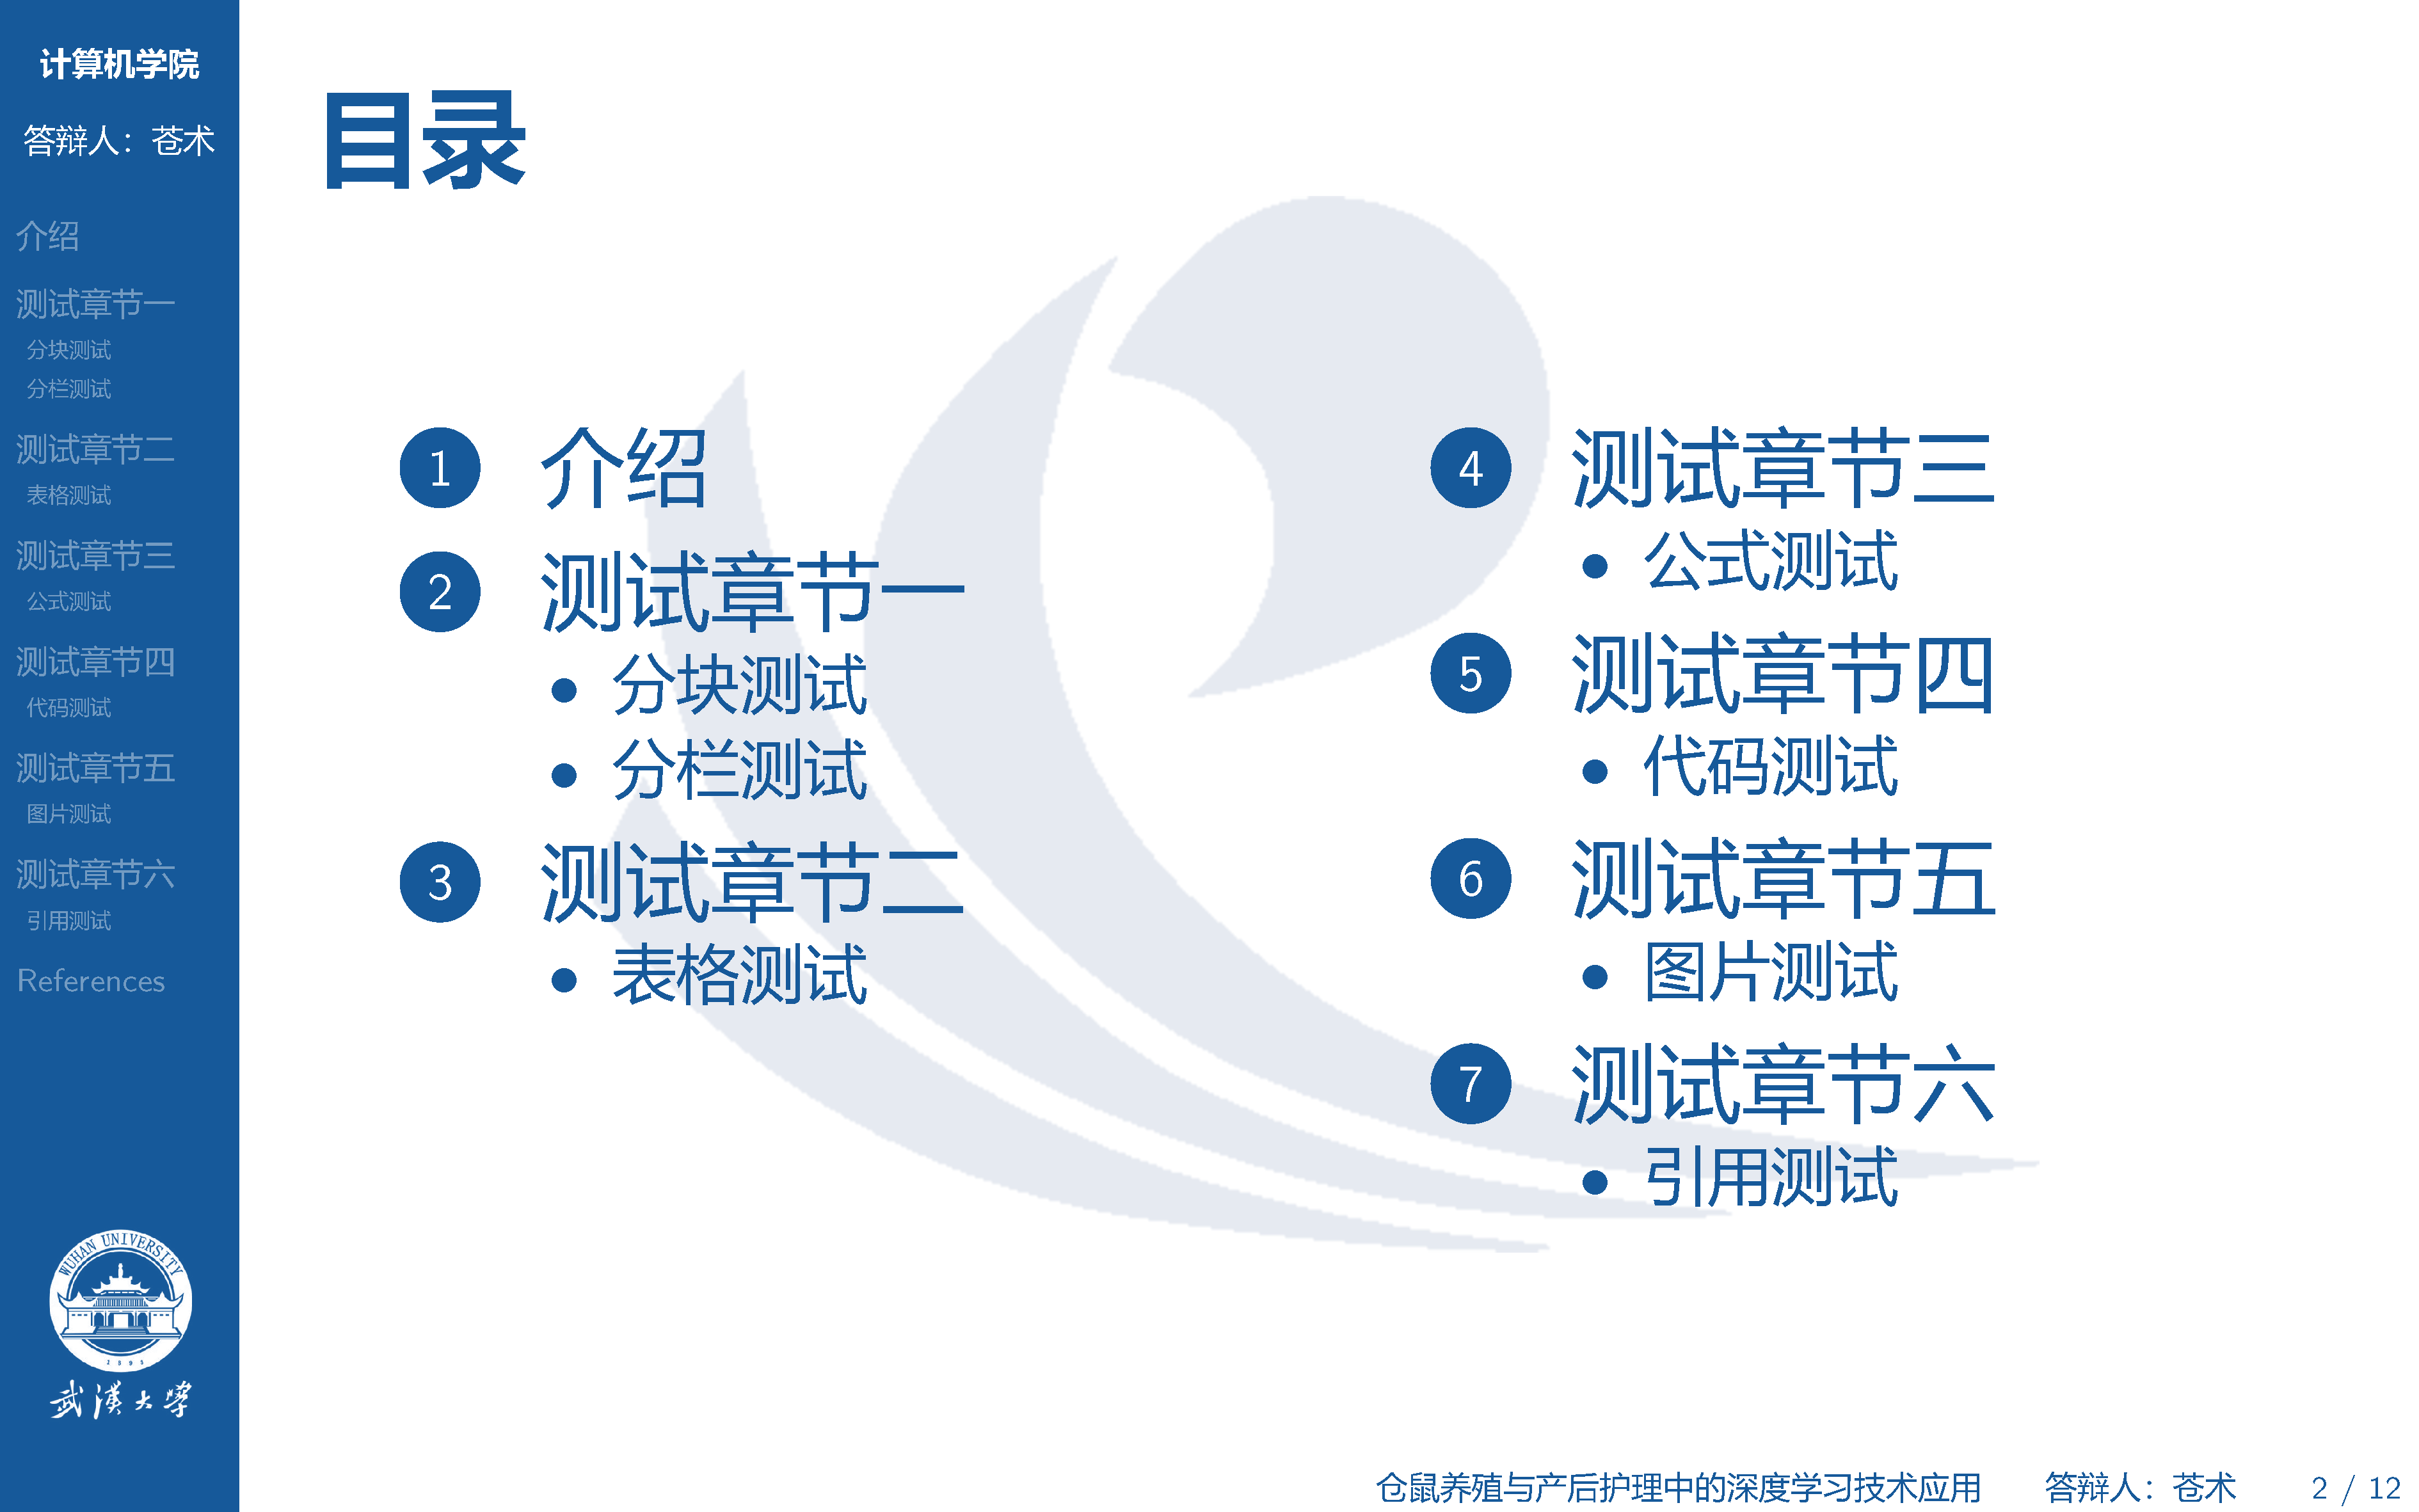 计算机学院
答辩人：苍术
介绍
测试章节一
分块测试
分栏测试
测试章节二
表格测试
测试章节三
公式测试
测试章节四
代码测试
测试章节五
图片测试
测试章节六
引用测试
References
WUHAN UNIVERSITY
1893
武漢大學
目录
1 介绍
2 测试章节一
• 分块测试
• 分栏测试
3 测试章节二
• 表格测试
4 测试章节三
• 公式测试
5 测试章节四
• 代码测试
6 测试章节五
• 图片测试
7 测试章节六
• 引用测试
仓鼠养殖与产后护理中的深度学习技术应用 答辩人：苍术 2 / 12